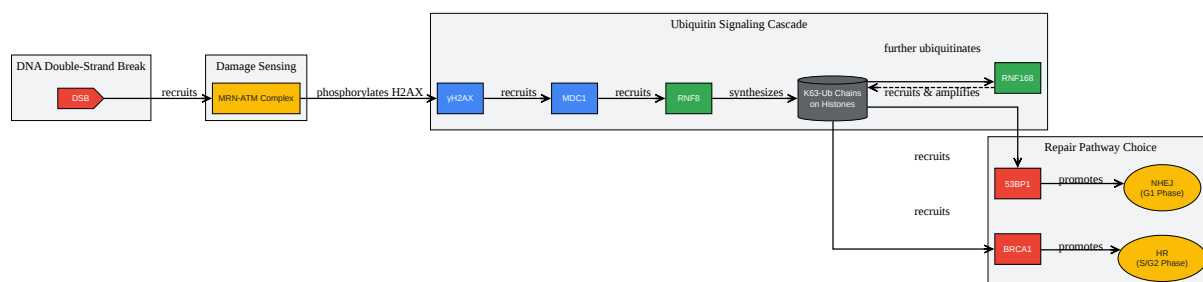 Ubiquitin Signaling Cascade
further ubiquitinates
DNA Double-Strand Break
Damage Sensing
RNF168
DSB
recruits
MRN-ATM Complex
phosphorylates H2AX
γH2AX
recruits
MDC1
recruits
RNF8
synthesizes
K63-Ub Chains
on Histones
recruits & amplifies
Repair Pathway Choice
recruits
53BP1
promotes
NHEJ
(G1 Phase)
recruits
BRCA1
promotes
HR
(S/G2 Phase)